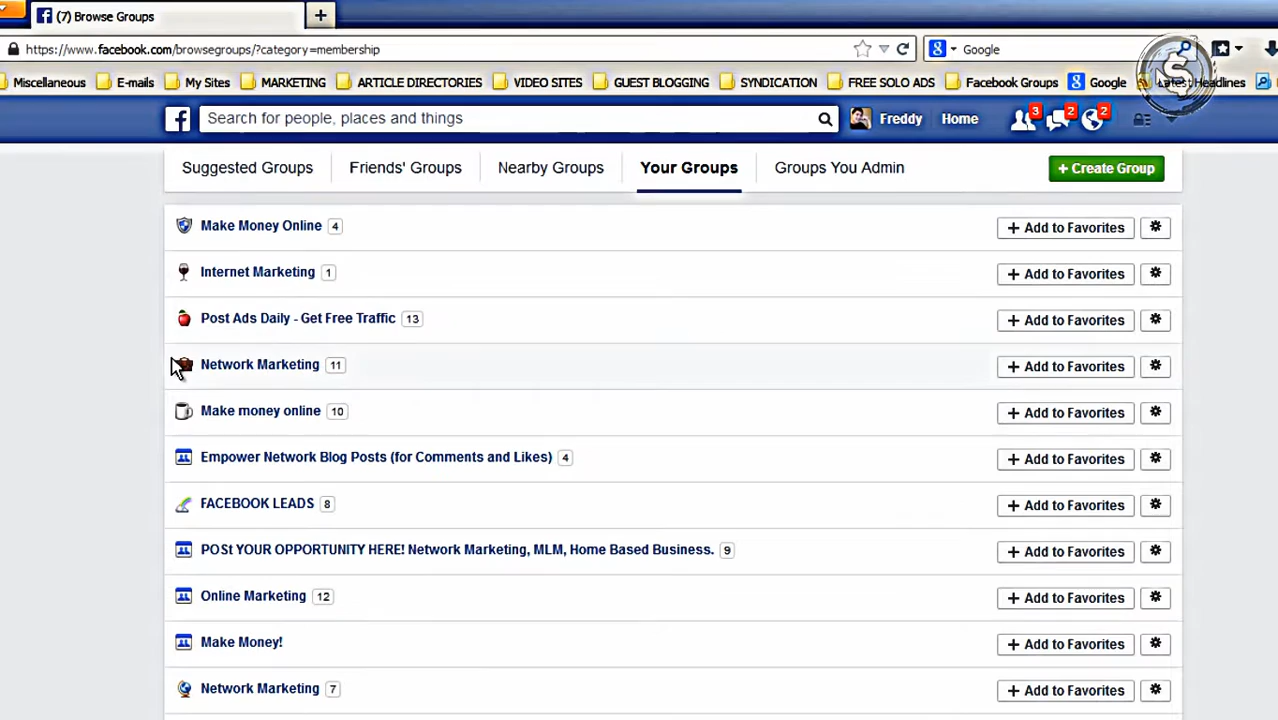 (7) Browse Groups
https://www.facebook.com/browsegroups/?category=membership
Google
Miscellaneous E-mails My Sites MARKETING ARTICLE DIRECTORIES VIDEO SITES GUEST BLOGGING SYNDICATION FREE SOLO ADS Facebook Groups Google Latest Headlines
Search for people, places and things Freddy Home 3 2 2
Suggested Groups Friends' Groups Nearby Groups Your Groups Groups You Admin + Create Group
Make Money Online 4 + Add to Favorites
Internet Marketing 1 + Add to Favorites
Post Ads Daily - Get Free Traffic 13 + Add to Favorites
Network Marketing 11 + Add to Favorites
Make money online 10 + Add to Favorites
Empower Network Blog Posts (for Comments and Likes) 4 + Add to Favorites
FACEBOOK LEADS 8 + Add to Favorites
POSt YOUR OPPORTUNITY HERE! Network Marketing, MLM, Home Based Business. 9 + Add to Favorites
Online Marketing 12 + Add to Favorites
Make Money! + Add to Favorites
Network Marketing 7 + Add to Favorites